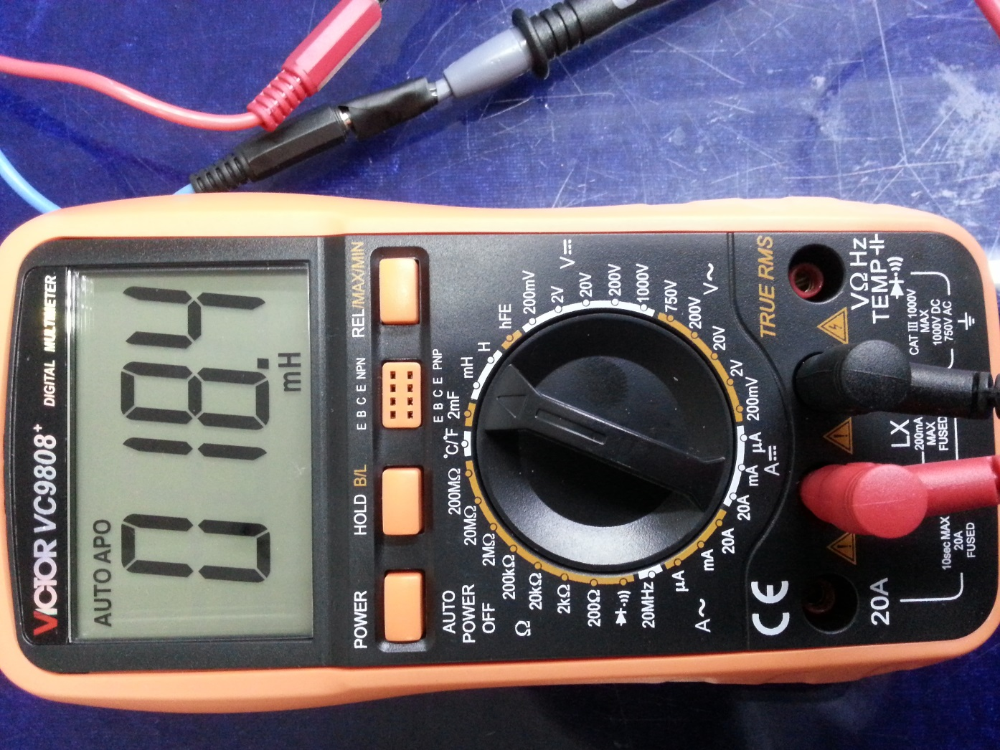 VICTOR VC9808+ DIGITAL MULTIMETER
AUTO APO
018.4
mH
POWER
HOLD B/L
E B C E NPN
REL/MAX/MIN
E B C E PNP
AUTO
POWER
OFF
Ω
200Ω
2kΩ
20kΩ
200kΩ
2MΩ
20MΩ
200MΩ
°C/°F
2mF
mH
H
hFE
200mV
2V
20V
200V
1000V
V⎓
750V
200V
20V
2V
200mV
V~
μA
mA
20A
A⎓
20A
mA
μA
A~
20MHz
CE
TRUE RMS
20A
LX
VΩ Hz
TEMP
10sec MAX
20A
FUSED
200mA
MAX
FUSED
CAT III 1000V
MAX
1000V DC
750V AC